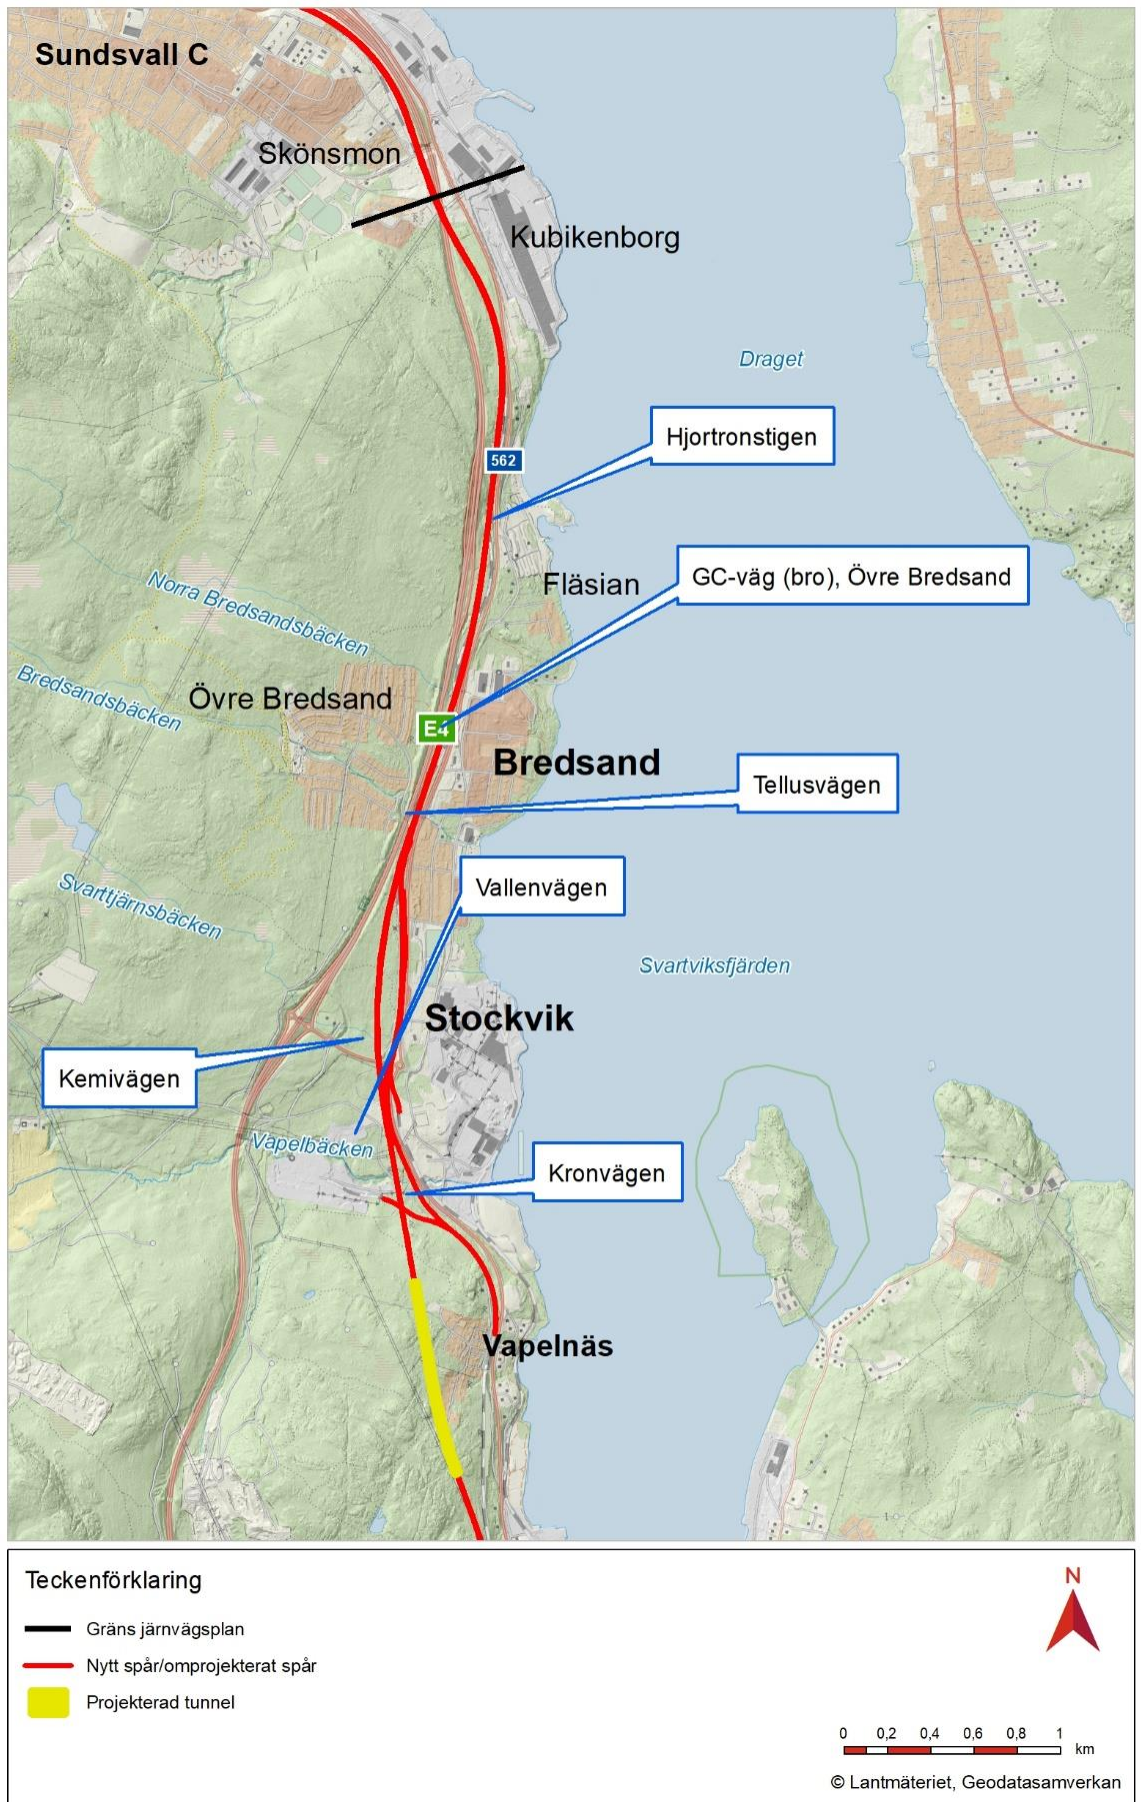 Sundsvall C
Skönsmon
Kubikenborg
Draget
Hjortronstigen
562
GC-väg (bro), Övre Bredsand
Fläsian
Norra Bredsandsbäcken
Bredsandsbäcken
Övre Bredsand
E4
Bredsand
Tellusvägen
Vallenvägen
Svarttjärnsbäcken
Svartviksfjärden
Stockvik
Kemivägen
Vapelbäcken
Kronvägen
Vapelnäs
Teckenförklaring
Gräns järnvägsplan
Nytt spår/omprojekterat spår
Projekterad tunnel
N
0 0,2 0,4 0,6 0,8 1
km
© Lantmäteriet, Geodatasamverkan